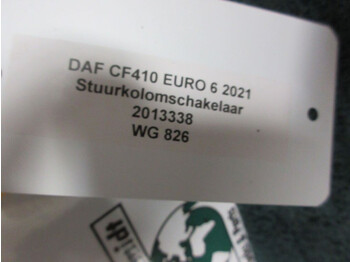 DAF CF410 EURO 6 2021
Stuurkolomschakelaar
2013338
WG 826